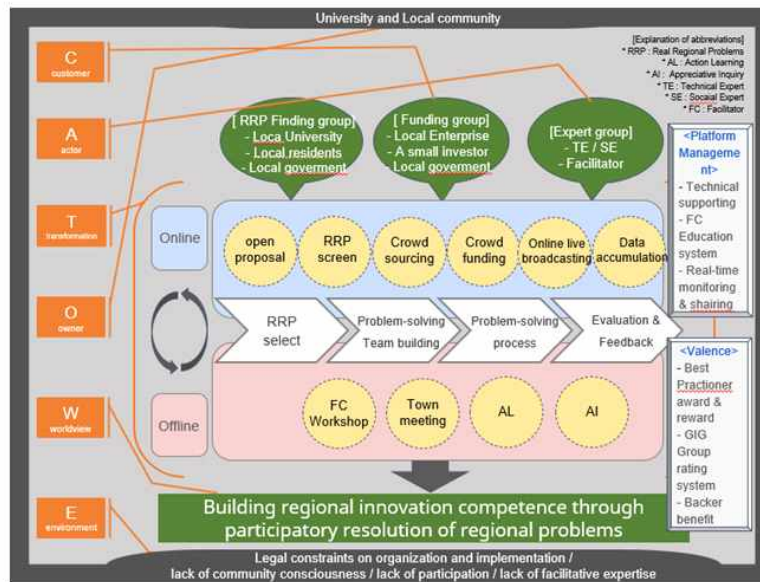 University and Local community
C
customer
A
actor
T
transformation
O
owner
W
worldview
E
environment
[Explanation of abbreviations]
* RRP : Real Regional Problems
* AL : Action Learning
* AI : Appreciative Inquiry
* TE : Technical Expert
* SE : Socaial Expert
* FC : Facilitator
[ RRP Finding group]
- Loca University
- Local residents
- Local goverment
[ Funding group]
- Local Enterprise
- A small investor
- Local goverment
[Expert group]
- TE / SE
- Facilitator
Online
open
proposal
RRP
screen
Crowd
sourcing
Crowd
funding
Online live
broadcasting
Data
accumulation
RRP
select
Problem-solving
Team building
Problem-solving
process
Evaluation &
Feedback
Offline
FC
Workshop
Town
meeting
AL
AI
<Platform
Manageme
nt>
- Technical
supporting
- FC
Education
system
- Real-time
monitoring
& shairing
<Valence>
- Best
Practioner
award &
reward
- GIG
Group
rating
system
- Backer
benefit
Building regional innovation competence through
participatory resolution of regional problems
Legal constraints on organization and implementation /
lack of community consciousness / lack of participation / lack of facilitative expertise